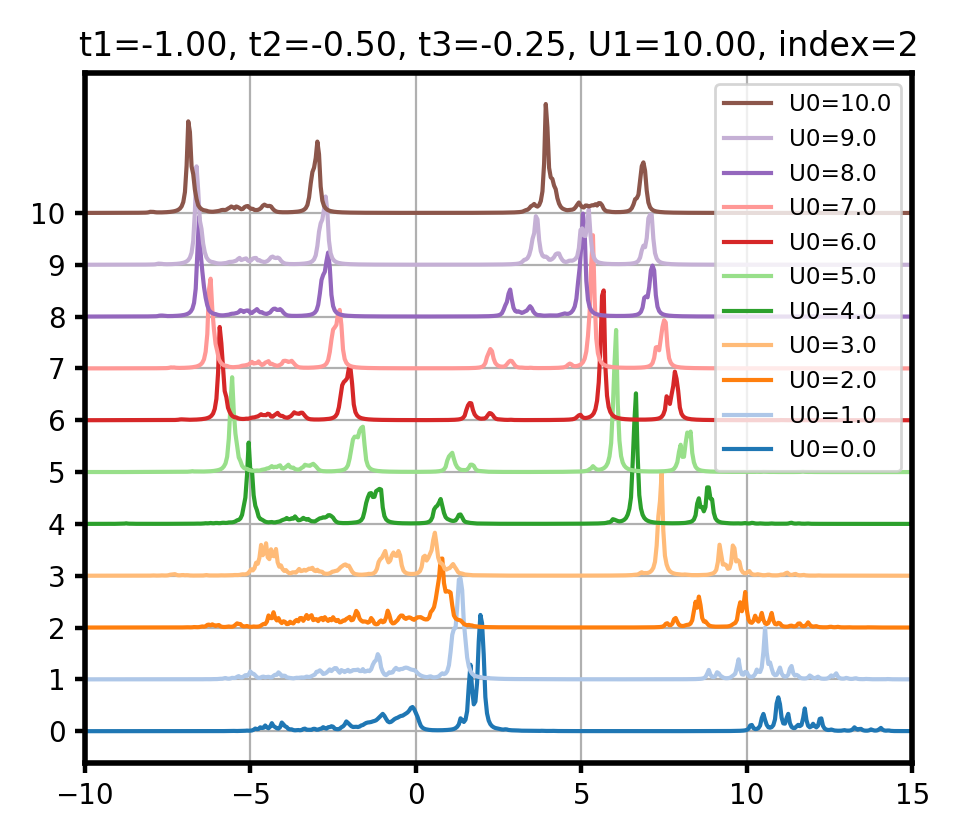 t1=-1.00, t2=-0.50, t3=-0.25, U1=10.00, index=2
U0=10.0
U0=9.0
U0=8.0
U0=7.0
U0=6.0
U0=5.0
U0=4.0
U0=3.0
U0=2.0
U0=1.0
U0=0.0
10
9
8
7
6
5
4
3
2
1
0
−10 −5 0 5 10 15